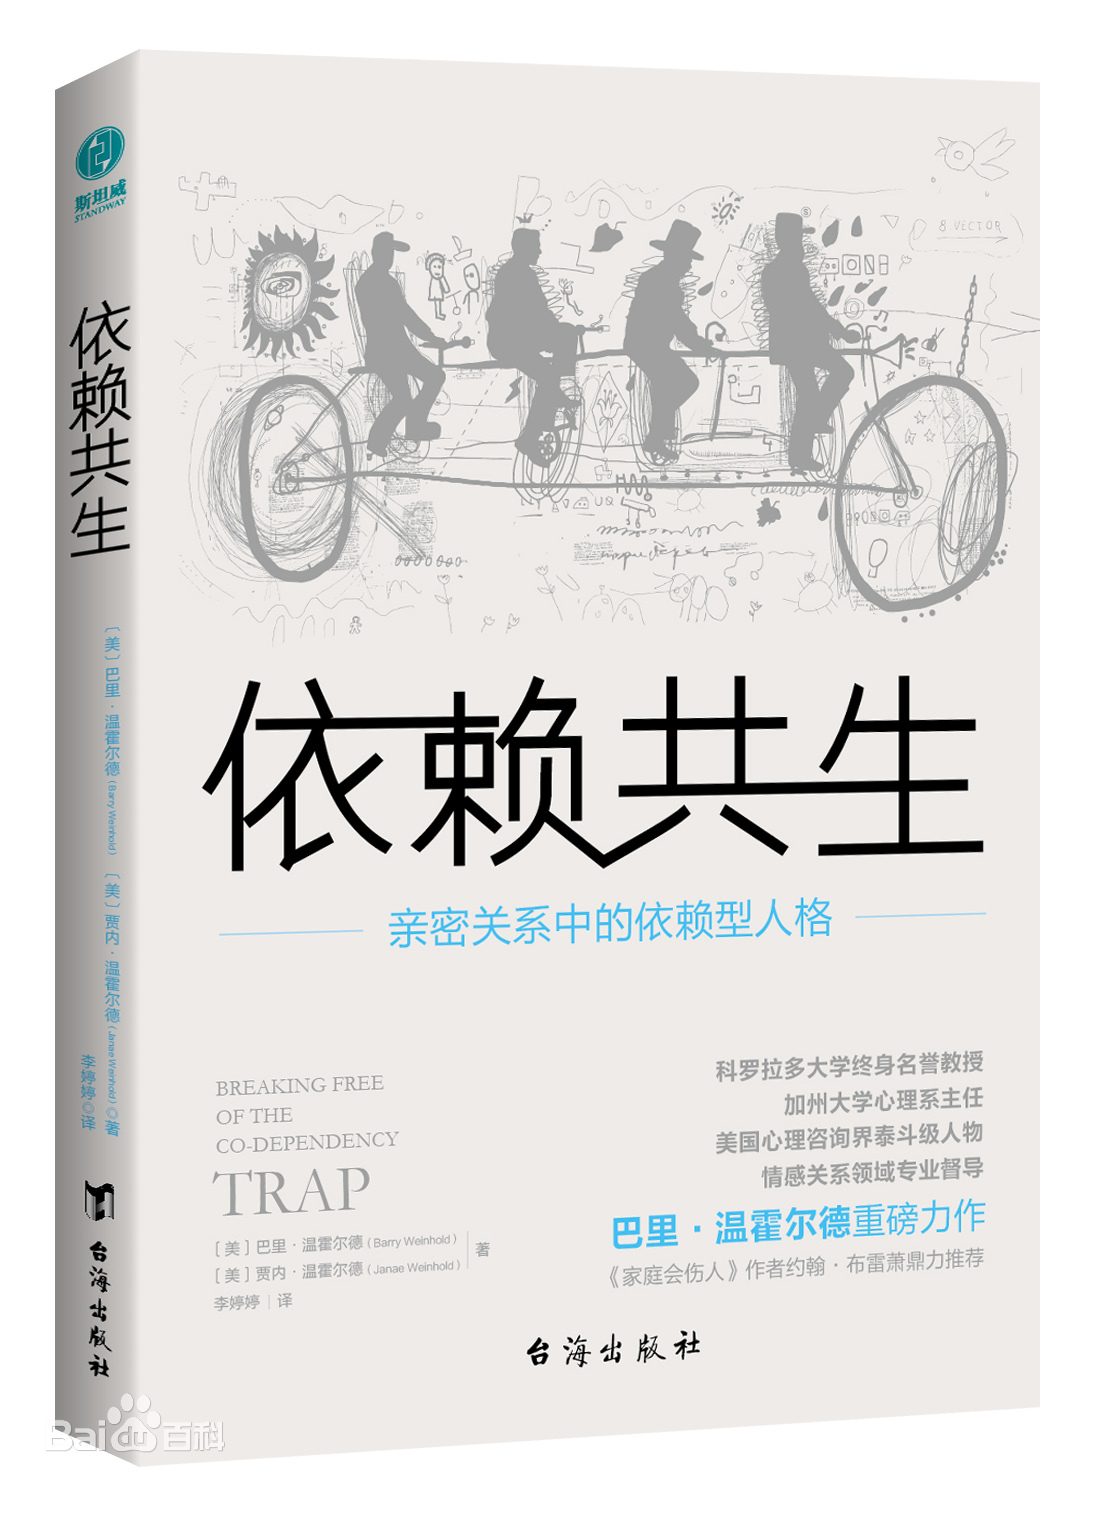 斯坦威
STANDWAY
依赖共生
[美]巴里·温霍尔德(Barry Weinhold) [美]贾内·温霍尔德(Janae Weinhold)◎著
李婷婷◎译
台海出版社
8.VECTOR
依赖共生
亲密关系中的依赖型人格
科罗拉多大学终身名誉教授
加州大学心理系主任
美国心理咨询界泰斗级人物
情感关系领域专业督导
巴里·温霍尔德重磅力作
《家庭会伤人》作者约翰·布雷萧鼎力推荐
BREAKING FREE
OF THE
CO-DEPENDENCY
TRAP
[美]巴里·温霍尔德(Barry Weinhold)
[美]贾内·温霍尔德(Janae Weinhold)
著
李婷婷|译
台海出版社
Baidu百科